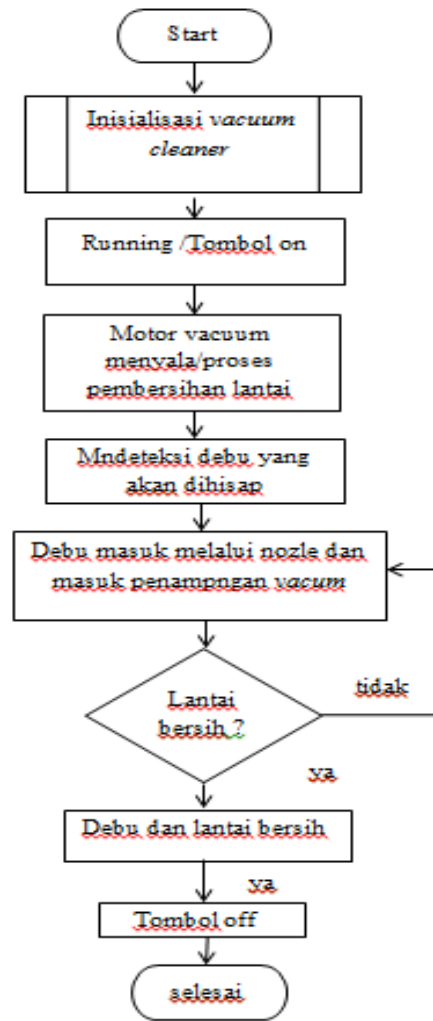 Start
Inisialisasi vacuum
cleaner
Running /Tombol on
Motor vacuum
menyala/proses
pembersihan lantai
Mndeteksi debu yang
akan dihisap
Debu masuk melalui nozle dan
masuk penampngan vacum
Lantai
bersih ?
tidak
ya
Debu dan lantai bersih
ya
Tombol off
selesai